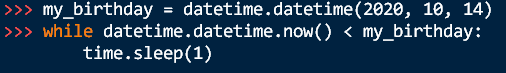 >>> my_birthday = datetime.datetime(2020, 10, 14)
>>> while datetime.datetime.now() < my_birthday:
        time.sleep(1)